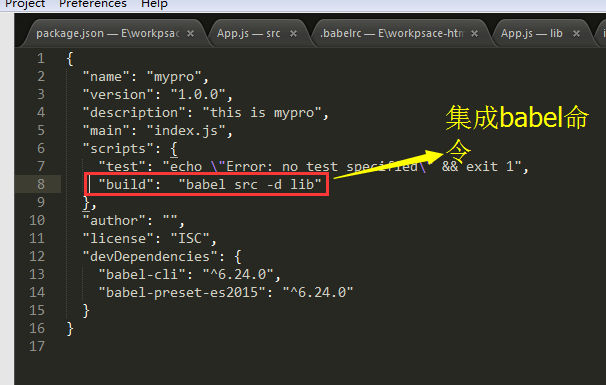 Project Preferences Help
package.json — E\workpsac × App.js — src × .babelrc — E\workpsace-htm × App.js — lib ×
1 {
2 "name": "mypro",
3 "version": "1.0.0",
4 "description": "this is mypro",
5 "main": "index.js",
6 "scripts": {
7 "test": "echo \"Error: no test specified\" && exit 1",
8 "build": "babel src -d lib"
9 },
10 "author": "",
11 "license": "ISC",
12 "devDependencies": {
13 "babel-cli": "^6.24.0",
14 "babel-preset-es2015": "^6.24.0"
15 }
16 }
17
集成babel命
令